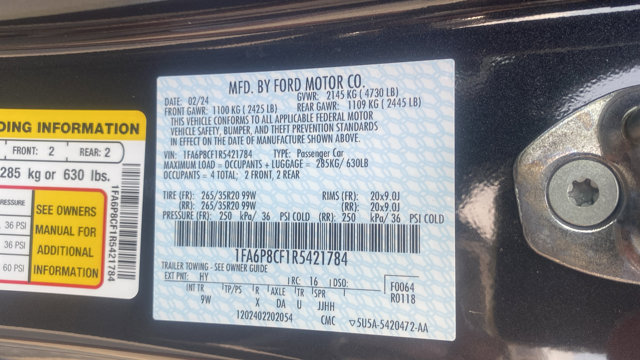 DING INFORMATION
FRONT: 2 REAR: 2
285 kg or 630 lbs.
PRESSURE
36 PSI
36 PSI
60 PSI
SEE OWNERS
MANUAL FOR
ADDITIONAL
INFORMATION
1FA6P8CF1R5421784
MFD. BY FORD MOTOR CO.
DATE: 02/24 GVWR: 2145 KG ( 4730 LB)
FRONT GAWR: 1100 KG ( 2425 LB) REAR GAWR: 1109 KG ( 2445 LB)
THIS VEHICLE CONFORMS TO ALL APPLICABLE FEDERAL MOTOR
VEHICLE SAFETY, BUMPER, AND THEFT PREVENTION STANDARDS
IN EFFECT ON THE DATE OF MANUFACTURE SHOWN ABOVE.
VIN: 1FA6P8CF1R5421784 TYPE: Passenger Car
MAXIMUM LOAD = OCCUPANTS + LUGGAGE = 285KG/ 630LB
OCCUPANTS = 4 TOTAL: 2 FRONT, 2 REAR
TIRE (FR): 265/35R20 99W RIMS (FR): 20x9.0J
(RR): 265/35R20 99W (RR): 20x9.0J
PRESSURE (FR): 250 kPa/ 36 PSI COLD (RR): 250 kPa/ 36 PSI COLD
1FA6P8CF1R5421784
TRAILER TOWING - SEE OWNER GUIDE
EXT PNT: HY RC: 16 DSO: F0064
INT TR TP/PS R AXLE TR SPR R0118
9W X DA U JJHH
1202402202054 CMC 5U5A-5420472-AA